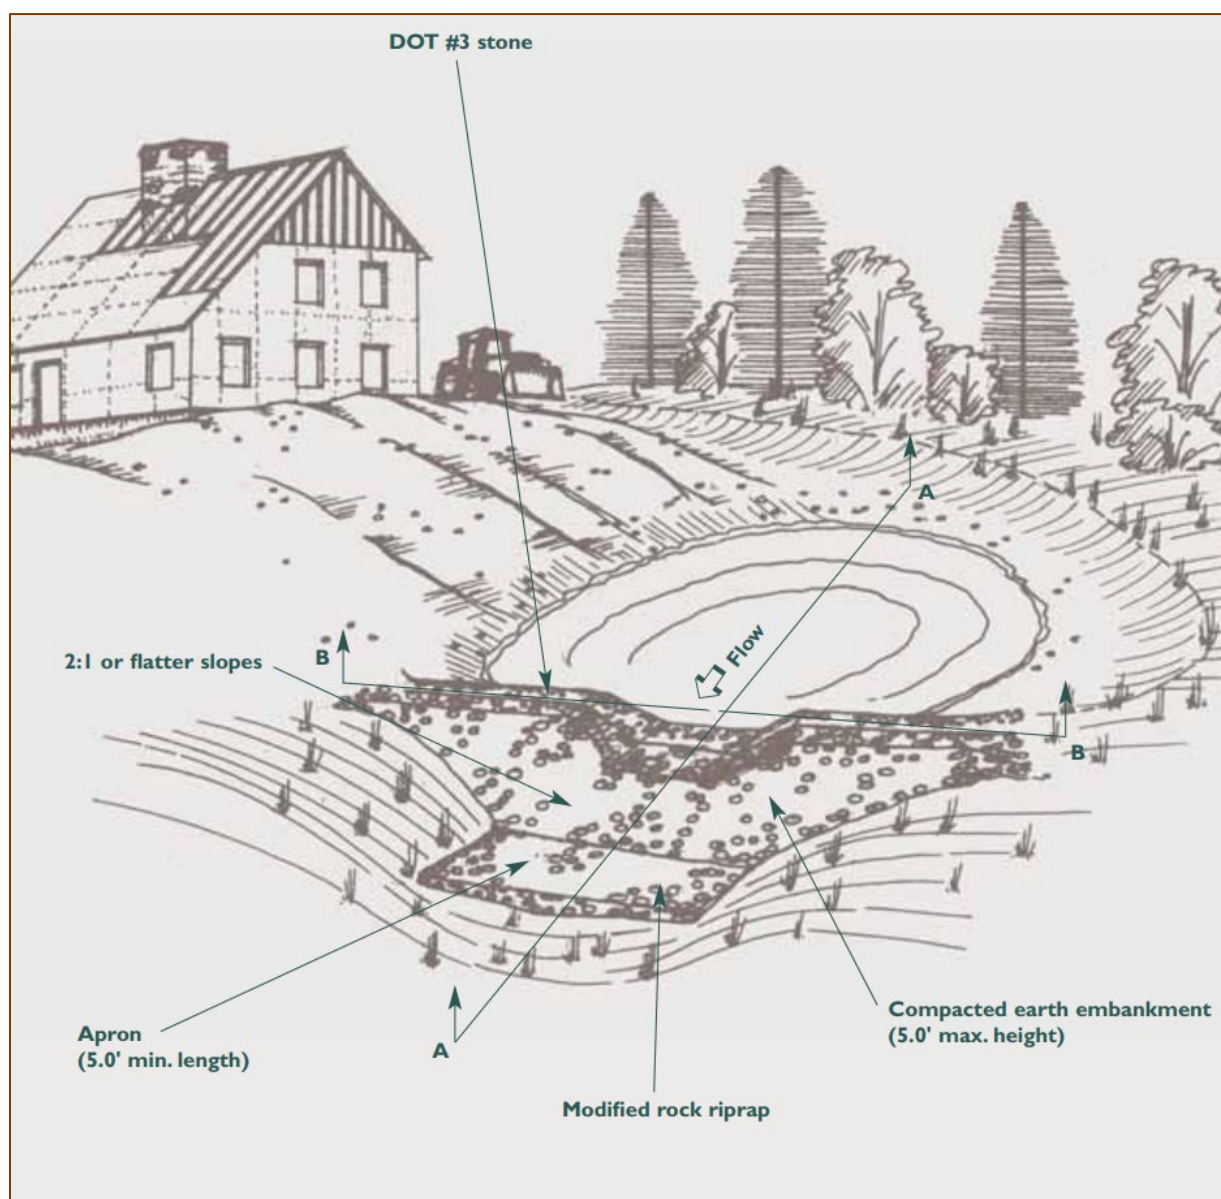 DOT #3 stone
A
Flow
B
2:1 or flatter slopes
B
Compacted earth embankment
(5.0' max. height)
Apron
(5.0' min. length)
A
Modified rock riprap